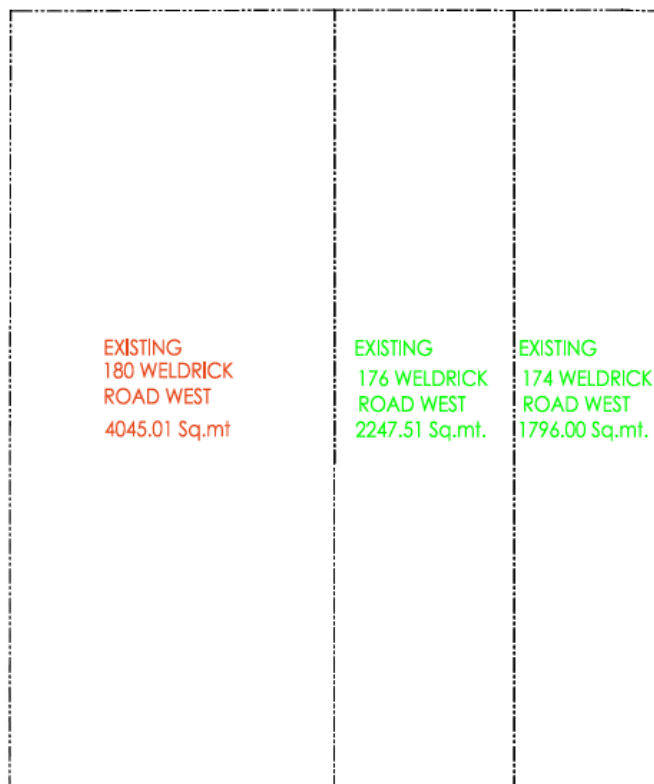 EXISTING
180 WELDRICK
ROAD WEST
4045.01 Sq.mt
EXISTING
176 WELDRICK
ROAD WEST
2247.51 Sq.mt.
EXISTING
174 WELDRICK
ROAD WEST
1796.00 Sq.mt.